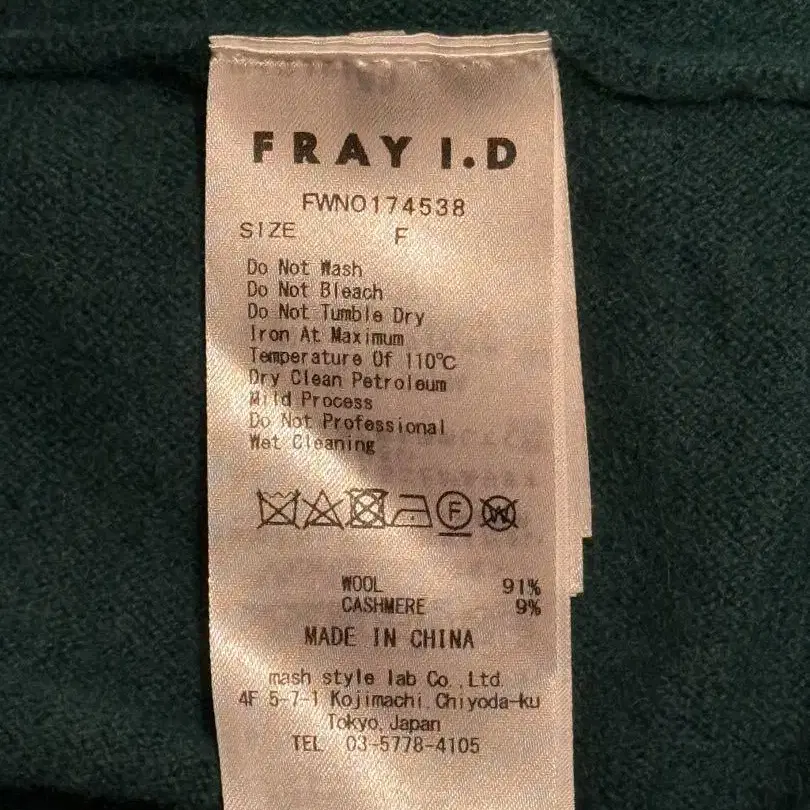 FRAY I.D
FWNO174538
SIZE F
Do Not Wash
Do Not Bleach
Do Not Tumble Dry
Iron At Maximum
Temperature Of 110℃
Dry Clean Petroleum
Mild Process
Do Not Professional
Wet Cleaning
F W
WOOL 91%
CASHMERE 9%
MADE IN CHINA
mash style lab Co.,Ltd.
4F 5-7-1 Kojimachi,Chiyoda-ku
Tokyo,Japan
TEL 03-5778-4105